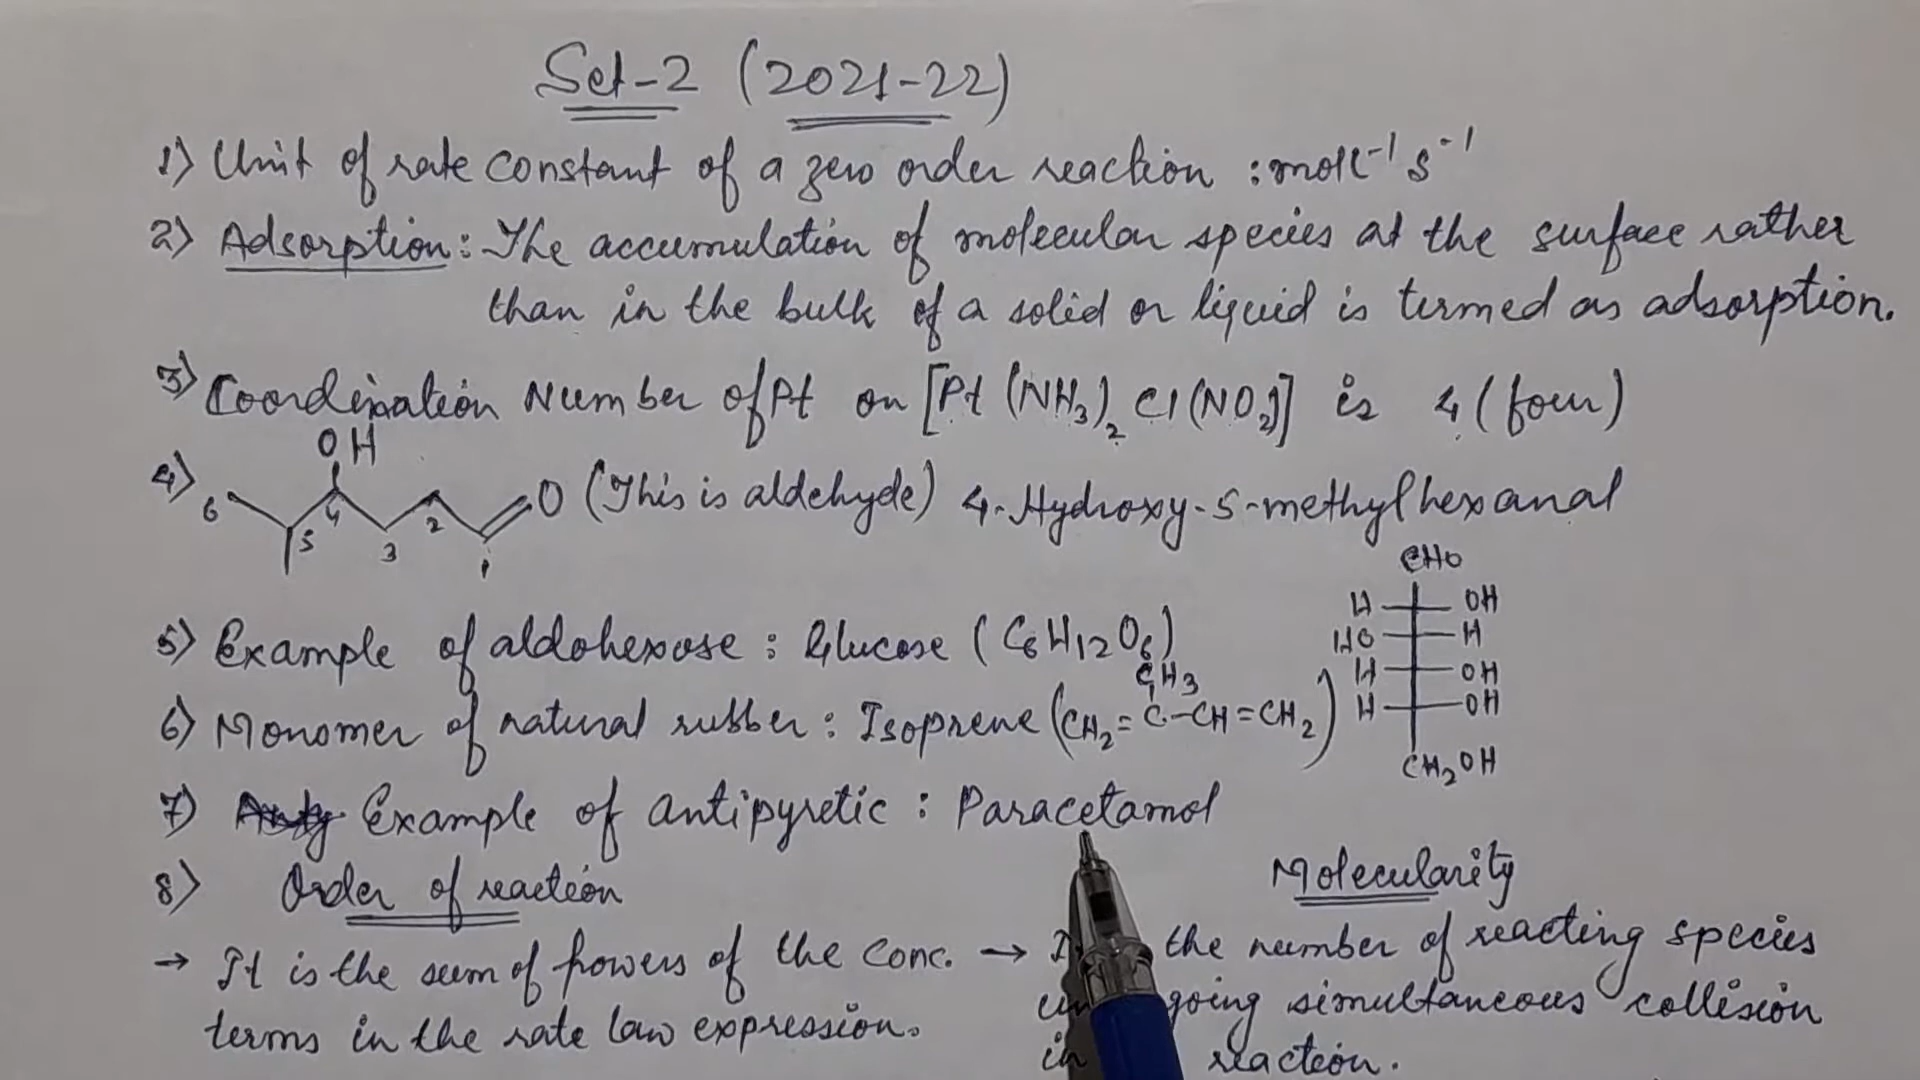 Set-2 (2021-22)
1) Unit of rate constant of a zero order reaction : mol L⁻¹ s⁻¹
2) Adsorption: The accumulation of molecular species at the surface rather
than in the bulk of a solid or liquid is termed as adsorption.
3) Coordination Number of Pt on [Pt (NH₃)₂ Cl (NO₂)] is 4 (four)
OH
4) 6 5 4 3 2 1 O (This is aldehyde) 4-Hydroxy-5-methylhexanal
CHO
H OH
HO H
H OH
H OH
CH₂OH
5) Example of aldohexose : Glucose (C₆H₁₂O₆)
CH₃
6) Monomer of natural rubber : Isoprene (CH₂=C-CH=CH₂)
7) Example of antipyretic : Paracetamol
8) Order of reaction
→ It is the sum of powers of the conc.
terms in the rate law expression.
Molecularity
→ the number of reacting species
going simultaneous collision
in reaction.